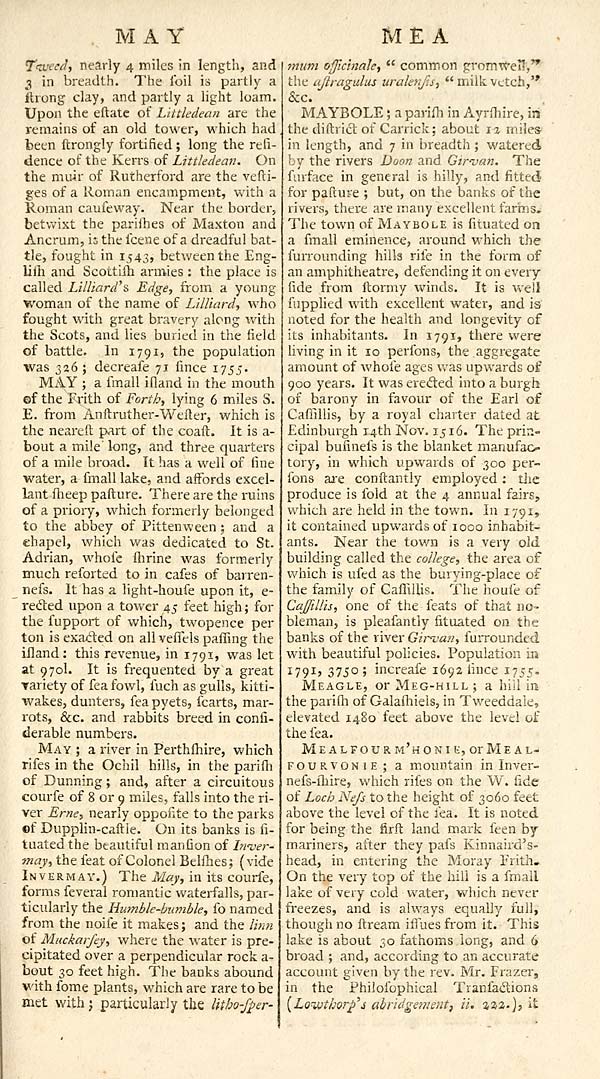 MAY
Tweed, nearly 4 miles in length, and
3 in breadth. The ſoil is partly a
ſtrong clay, and partly a light loam.
Upon the eſtate of Littledean are the
remains of an old tower, which had
been ſtrongly fortified; long the reſi-
dence of the Kerrs of Littledean. On
the muir of Rutherford are the veſti-
ges of a Roman encampment, with a
Roman cauſeway. Near the border,
betwixt the pariſhes of Maxton and
Ancrum, is the ſcene of a dreadful bat-
tle, fought in 1543, between the Eng-
liſh and Scottiſh armies: the place is
called Lilliard's Edge, from a young
woman of the name of Lilliard, who
fought with great bravery along with
the Scots, and lies buried in the field
of battle. In 1791, the population
was 326; decreaſe 71 ſince 1755.
MAY; a ſmall iſland in the mouth
of the Frith of Forth, lying 6 miles S.
E. from Anſtruther-Weſter, which is
the neareſt part of the coaſt. It is a-
bout a mile long, and three quarters
of a mile broad. It has a well of fine
water, a ſmall lake, and affords excel-
lant ſheep paſture. There are the ruins
of a priory, which formerly belonged
to the abbey of Pittenween; and a
chapel, which was dedicated to St.
Adrian, whoſe ſhrine was formerly
much reſorted to in caſes of barren-
neſs. It has a light-houſe upon it, e-
rected upon a tower 45 feet high; for
the ſupport of which, twopence per
ton is exacted on all veſſels paſſing the
iſland: this revenue, in 1791, was let
at 970l. It is frequented by a great
variety of ſea fowl, ſuch as gulls, kitti-
wakes, dunters, ſea pyets, ſcarts, mar-
rots, &c. and rabbits breed in conſi-
derable numbers.
MAY; a river in Perthſhire, which
riſes in the Ochil hills, in the pariſh
of Dunning; and, after a circuitous
courſe of 8 or 9 miles, falls into the ri-
ver Erne, nearly oppoſite to the parks
of Dupplin-caſtle. On its banks is ſi-
tuated the beautiful manſion of Inver-
may, the ſeat of Colonel Belſhes; (vide
INVERMAY.) The May, in its courſe,
forms ſeveral romantic waterfalls, par-
ticularly the Humble-bumble, ſo named
from the noiſe it makes; and the linn
of Muckarſey, where the water is pre-
cipitated over a perpendicular rock a-
bout 30 feet high. The banks abound
with ſome plants, which are rare to be
met with; particularly the litho-ſper-
MEA
mum officinale, “ common gromwell,”
the aſtragulus uralenſis, “ milk vetch,”
&c.
MAYBOLE; a pariſh in Ayrſhire, in
the diſtrict of Carrick; about 12 miles
in length, and 7 in breadth; watered
by the rivers Doon and Girvan. The
ſurface in general is hilly, and fitted
for paſture; but, on the banks of the
rivers, there are many excellent farms.
The town of MAYBOLE is ſituated on
a ſmall eminence, around which the
ſurrounding hills riſe in the form of
an amphitheatre, defending it on every
ſide from ſtormy winds. It is well
ſupplied with excellent water, and is
noted for the health and longevity of
its inhabitants. In 1791, there were
living in it 10 perſons, the aggregate
amount of whoſe ages was upwards of
900 years. It was erected into a burgh
of barony in favour of the Earl of
Caſſillis, by a royal charter dated at
Edinburgh 14th Nov. 1516. The prin-
cipal buſineſs is the blanket manufac-
tory, in which upwards of 300 per-
ſons are conſtantly employed: the
produce is ſold at the 4 annual fairs,
which are held in the town. In 1791,
it contained upwards of 1000 inhabit-
ants. Near the town is a very old
building called the college, the area of
which is uſed as the burying-place of
the family of Caſſillis. The houſe of
Caſſillis, one of the ſeats of that no-
bleman, is pleaſantly ſituated on the
banks of the river Girvan, ſurrounded
with beautiful policies. Population in
1791, 3750; increaſe 1692 ſince 1755.
MEAGLE, or MEG-HILL; a hill in
the pariſh of Galaſhiels, in Tweeddale,
elevated 1480 feet above the level of
the ſea.
MEALFOURM'HONIE, or MEAL-
FOURVONIE; a mountain in Inver-
neſs-ſhire, which riſes on the W. ſide
of Loch Neſs to the height of 3060 feet
above the level of the ſea. It is noted
for being the firſt land mark ſeen by
mariners, after they paſs Kinnaird's-
head, in entering the Moray Frith.
On the very top of the hill is a ſmall
lake of very cold water, which never
freezes, and is always equally full,
though no ſtream iſſues from it. This
lake is about 30 fathoms long, and 6
broad; and, according to an accurate
account given by the rev. Mr. Frazer,
in the Philoſophical Tranſactions
(Lowthorp's abridgement, ii. 222.), it